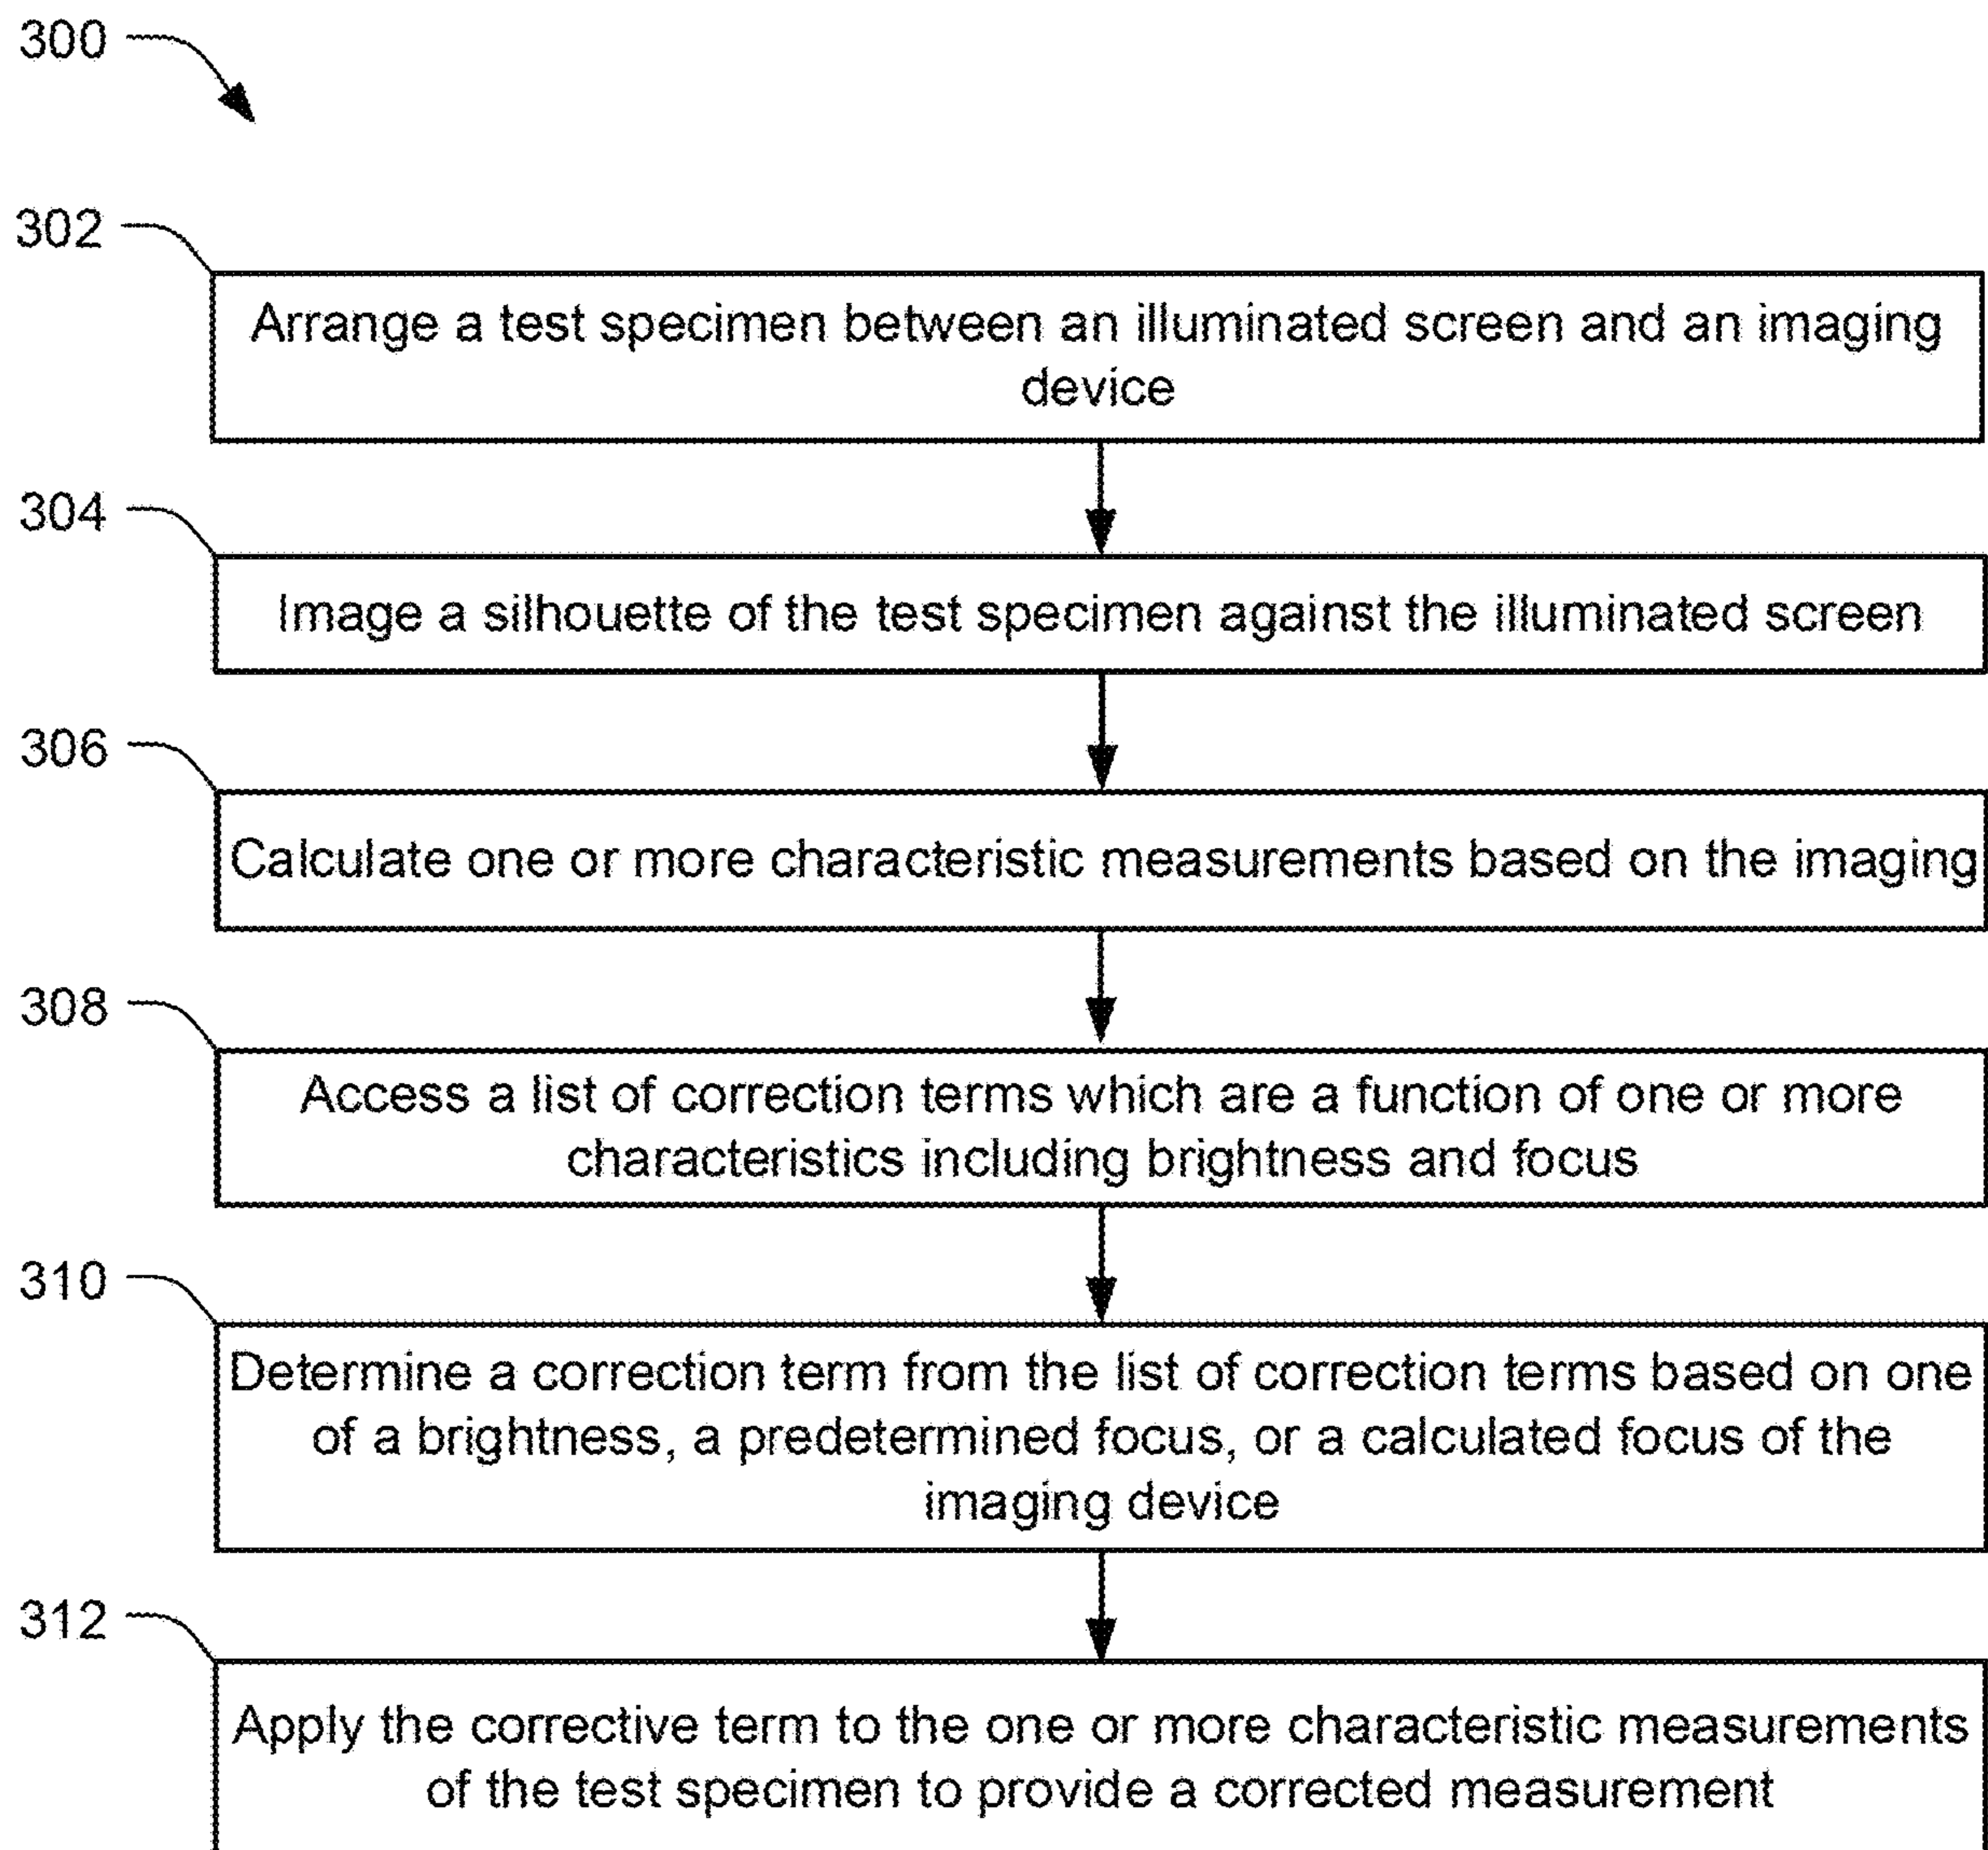 300
302
Arrange a test specimen between an illuminated screen and an imaging
device
304
Image a silhouette of the test specimen against the illuminated screen
306
Calculate one or more characteristic measurements based on the imaging
308
Access a list of correction terms which are a function of one or more
characteristics including brightness and focus
310
Determine a correction term from the list of correction terms based on one
of a brightness, a predetermined focus, or a calculated focus of the
imaging device
312
Apply the corrective term to the one or more characteristic measurements
of the test specimen to provide a corrected measurement